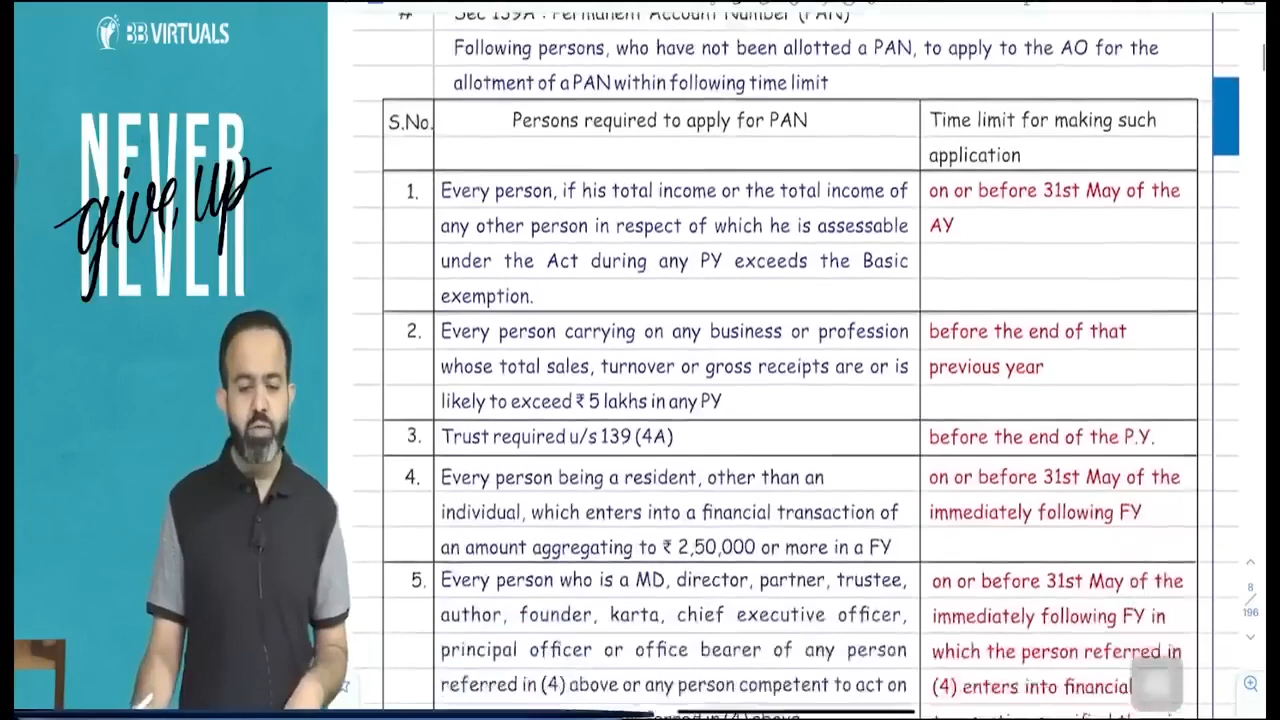 BB VIRTUALS
NEVER
give up
NEVER
# Sec 139A : Permanent Account Number (PAN)
Following persons, who have not been allotted a PAN, to apply to the AO for the
allotment of a PAN within following time limit
S.No. Persons required to apply for PAN Time limit for making such
application
1. Every person, if his total income or the total income of on or before 31st May of the
any other person in respect of which he is assessable AY
under the Act during any PY exceeds the Basic
exemption.
2. Every person carrying on any business or profession before the end of that
whose total sales, turnover or gross receipts are or is previous year
likely to exceed ₹ 5 lakhs in any PY
3. Trust required u/s 139 (4A) before the end of the P.Y.
4. Every person being a resident, other than an on or before 31st May of the
individual, which enters into a financial transaction of immediately following FY
an amount aggregating to ₹ 2,50,000 or more in a FY
5. Every person who is a MD, director, partner, trustee, on or before 31st May of the
author, founder, karta, chief executive officer, immediately following FY in
principal officer or office bearer of any person which the person referred in
referred in (4) above or any person competent to act on (4) enters into financial
8
196